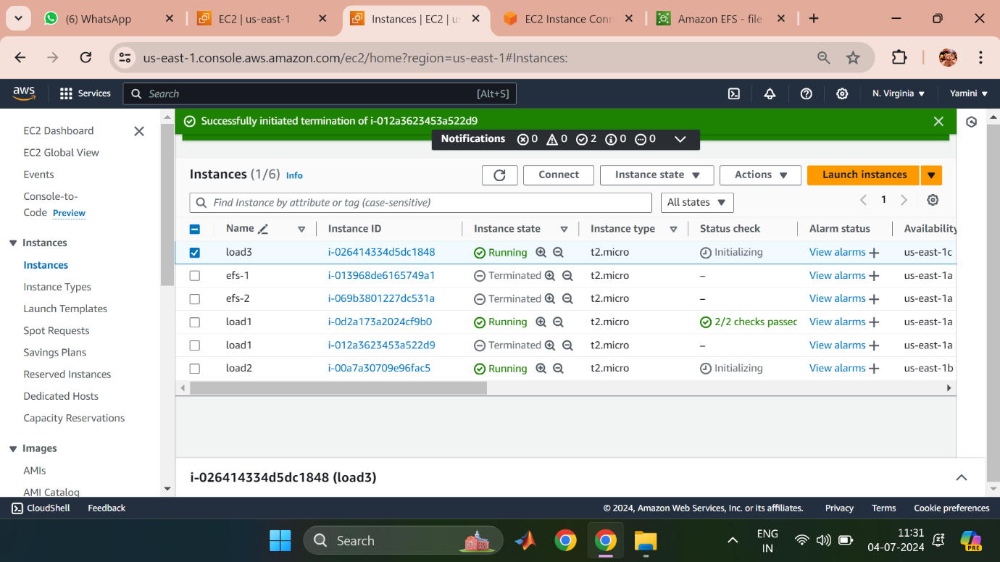 (6) WhatsApp
EC2 | us-east-1
Instances | EC2 | us
EC2 Instance Conn
Amazon EFS - file
us-east-1.console.aws.amazon.com/ec2/home?region=us-east-1#Instances:
aws
Services
Search
[Alt+S]
N. Virginia
Yamini
EC2 Dashboard
EC2 Global View
Events
Console-to-
Code Preview
Instances
Instances
Instance Types
Launch Templates
Spot Requests
Savings Plans
Reserved Instances
Dedicated Hosts
Capacity Reservations
Images
AMIs
AMI Catalog
Successfully initiated termination of i-012a3623453a522d9
Notifications 0 0 2 0 0
Instances (1/6) Info
Connect
Instance state
Actions
Launch instances
Find Instance by attribute or tag (case-sensitive)
All states
1
Name Instance ID Instance state Instance type Status check Alarm status Availability
load3 i-026414334d5dc1848 Running t2.micro Initializing View alarms + us-east-1c
efs-1 i-013968de6165749a1 Terminated t2.micro – View alarms + us-east-1a
efs-2 i-069b3801227dc531a Terminated t2.micro – View alarms + us-east-1a
load1 i-0d2a173a2024cf9b0 Running t2.micro 2/2 checks passed View alarms + us-east-1a
load1 i-012a3623453a522d9 Terminated t2.micro – View alarms + us-east-1a
load2 i-00a7a30709e96fac5 Running t2.micro Initializing View alarms + us-east-1b
i-026414334d5dc1848 (load3)
CloudShell
Feedback
© 2024, Amazon Web Services, Inc. or its affiliates.
Privacy
Terms
Cookie preferences
Search
ENG
IN
11:31
04-07-2024
PRE